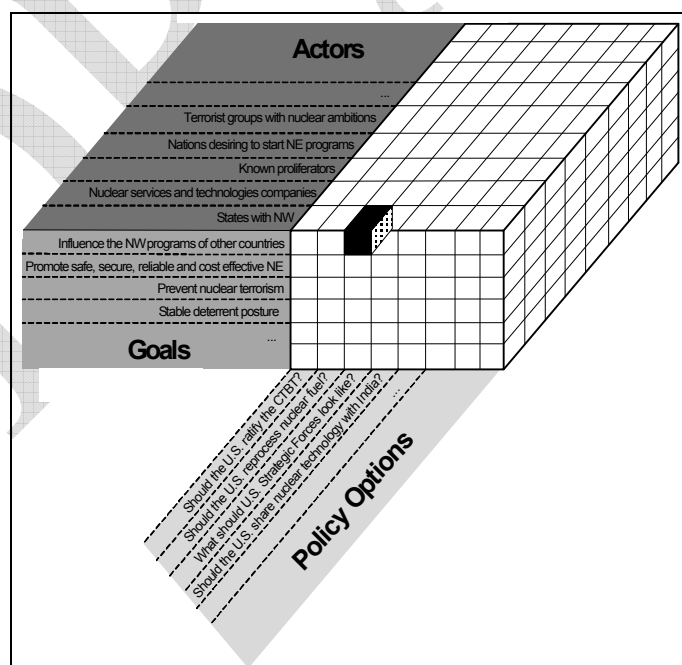 Actors
...
Terrorist groups with nuclear ambitions
Nations desiring to start NE programs
Known proliferators
Nuclear services and technologies companies
States with NW
Influence the NW programs of other countries
Promote safe, secure, reliable and cost effective NE
Prevent nuclear terrorism
Stable deterrent posture
...
Goals
Should the U.S. ratify the CTBT?
Should the U.S. reprocess nuclear fuel?
What should U.S. Strategic Forces look like?
Should the U.S. share nuclear technology with India?
...
Policy Options